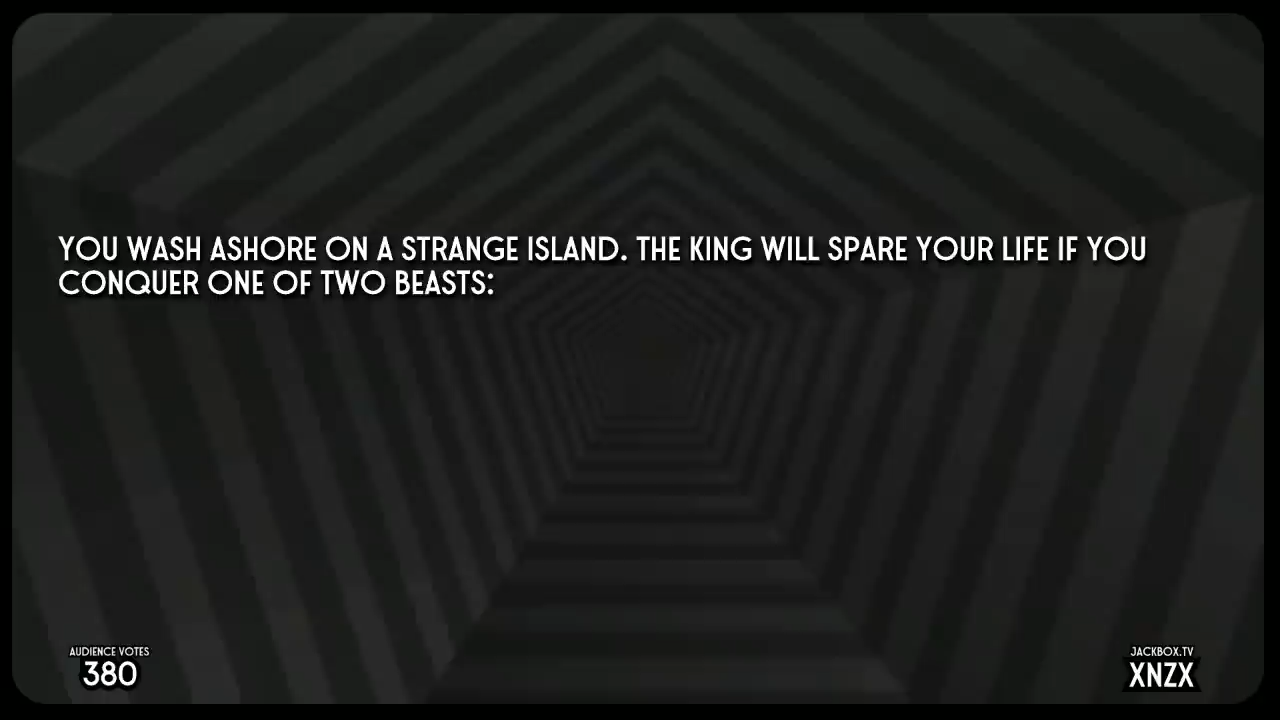 YOU WASH ASHORE ON A STRANGE ISLAND. THE KING WILL SPARE YOUR LIFE IF YOU
CONQUER ONE OF TWO BEASTS:
AUDIENCE VOTES
380
JACKBOX.TV
XNZX